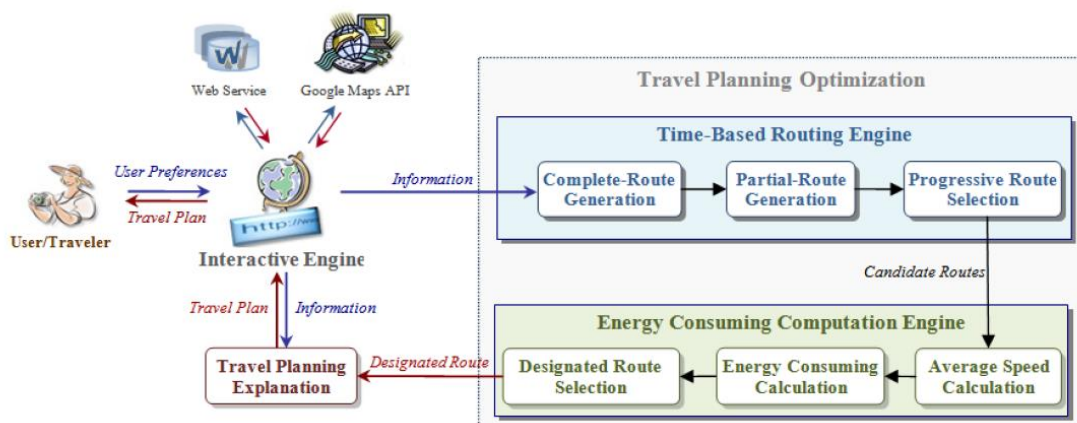 Web Service
Google Maps API
Travel Planning Optimization
Time-Based Routing Engine
User Preferences
Travel Plan
User/Traveler
http://ww
Interactive Engine
Information
Complete-Route
Generation
Partial-Route
Generation
Progressive Route
Selection
Candidate Routes
Travel Plan
Information
Energy Consuming Computation Engine
Travel Planning
Explanation
Designated Route
Designated Route
Selection
Energy Consuming
Calculation
Average Speed
Calculation